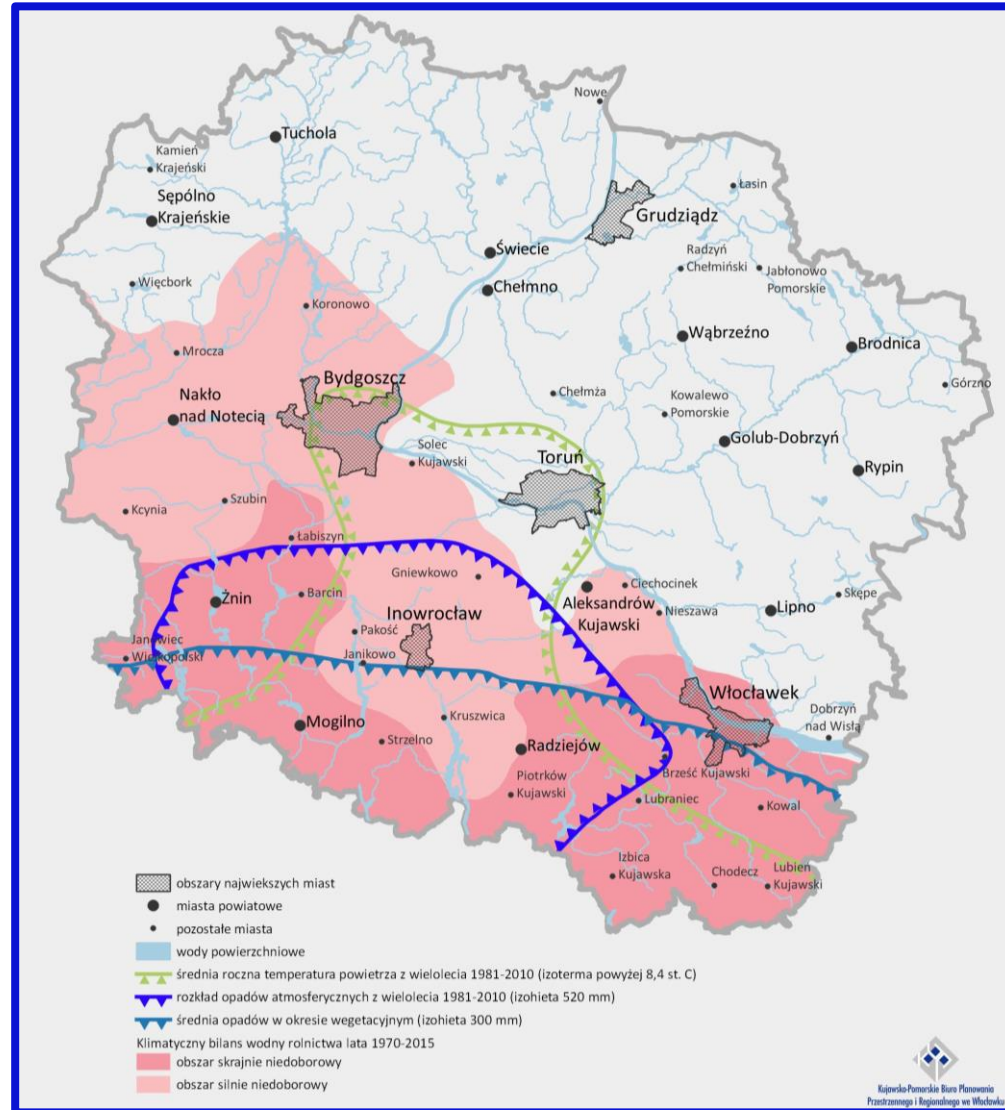 Nowe
Tuchola
Kamień
Krajeński
Łasin
Sępólno
Krajeńskie
Grudziądz
Świecie
Radzyń
Chełmiński
Jabłonowo
Pomorskie
Więcbork
Chełmno
Koronowo
Wąbrzeźno
Brodnica
Mrocza
Bydgoszcz
Górzno
Chełmża
Nakło
nad Notecią
Kowalewo
Pomorskie
Golub-Dobrzyń
Solec
Kujawski
Toruń
Rypin
Szubin
Kcynia
Łabiszyn
Gniewkowo
Ciechocinek
Żnin
Barcin
Aleksandrów
Kujawski
Nieszawa
Lipno
Skępe
Inowrocław
Pakość
Janowiec
Wielkopolski
Janikowo
Włocławek
Kruszwica
Dobrzyń
nad Wisłą
Mogilno
Strzelno
Radziejów
Brześć Kujawski
Piotrków
Kujawski
Lubraniec
Kowal
Izbica
Kujawska
Chodecz
Lubień
Kujawski
obszary najwiekszych miast
miasta powiatowe
pozostałe miasta
wody powierzchniowe
średnia roczna temperatura powietrza z wielolecia 1981-2010 (izoterma powyżej 8,4 st. C)
rozkład opadów atmosferycznych z wielolecia 1981-2010 (izohieta 520 mm)
średnia opadów w okresie wegetacyjnym (izohieta 300 mm)
Klimatyczny bilans wodny rolnictwa lata 1970-2015
obszar skrajnie niedoborowy
obszar silnie niedoborowy
Kujawsko-Pomorskie Biuro Planowania
Przestrzennego i Regionalnego we Włocławku